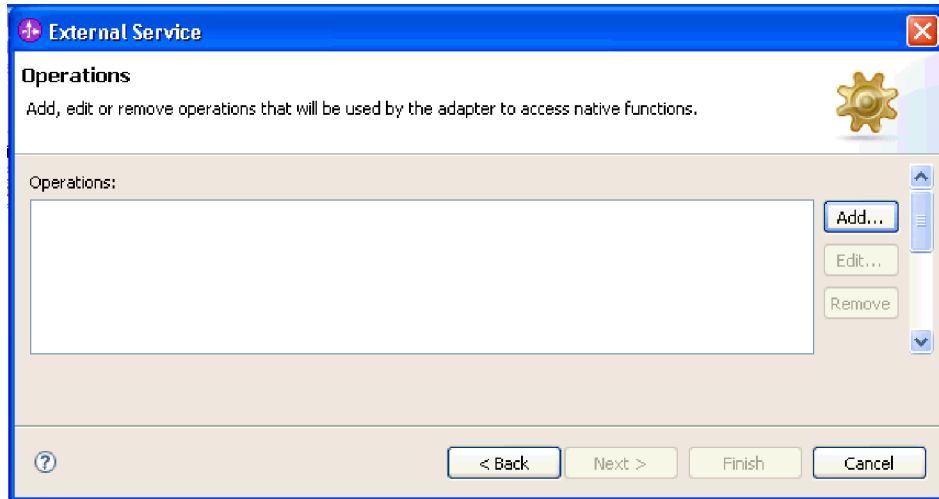 External Service
Operations
Add, edit or remove operations that will be used by the adapter to access native functions.
Operations:
Add...
Edit...
Remove
< Back
Next >
Finish
Cancel